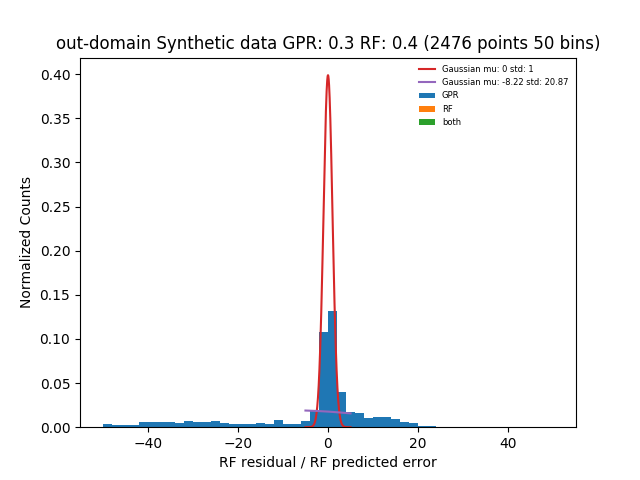 out-domain Synthetic data GPR: 0.3 RF: 0.4 (2476 points 50 bins)
Gaussian mu: 0 std: 1
Gaussian mu: -8.22 std: 20.87
GPR
RF
both
Normalized Counts
0.40
0.35
0.30
0.25
0.20
0.15
0.10
0.05
0.00
−40 −20 0 20 40
RF residual / RF predicted error